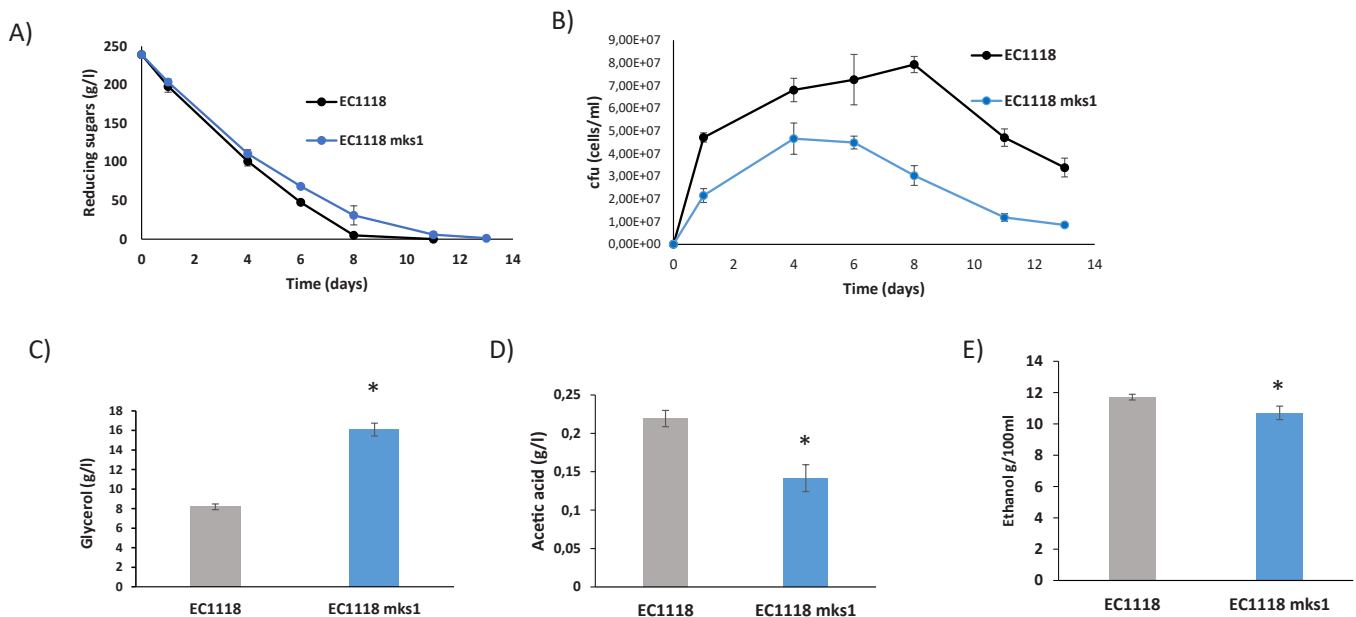 A)
Reducing sugars (g/l)
250
200
150
100
50
0
0 2 4 6 8 10 12 14
Time (days)
EC1118
EC1118 mks1
B)
cfu (cells/ml)
9,00E+07
8,00E+07
7,00E+07
6,00E+07
5,00E+07
4,00E+07
3,00E+07
2,00E+07
1,00E+07
0,00E+00
0 2 4 6 8 10 12 14
Time (days)
EC1118
EC1118 mks1
C)
Glycerol (g/l)
18
16
14
12
10
8
6
4
2
0
*
EC1118 EC1118 mks1
D)
Acetic acid (g/l)
0,25
0,2
0,15
0,1
0,05
0
*
EC1118 EC1118 mks1
E)
Ethanol g/100ml
14
12
10
8
6
4
2
0
*
EC1118 EC1118 mks1